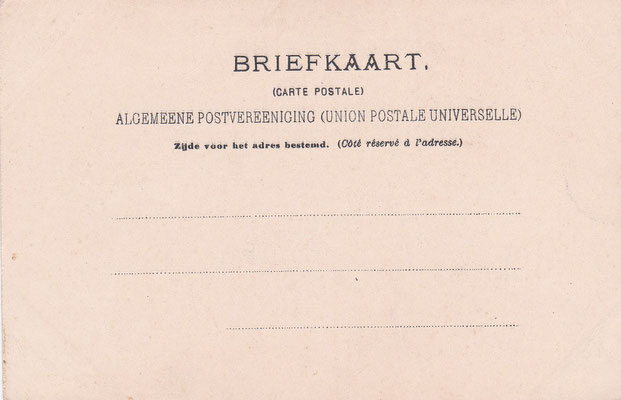 BRIEFKAART.
(CARTE POSTALE)
ALGEMEENE POSTVEREENIGING (UNION POSTALE UNIVERSELLE)
Zijde voor het adres bestemd. (Côté réservé à l'adresse.)